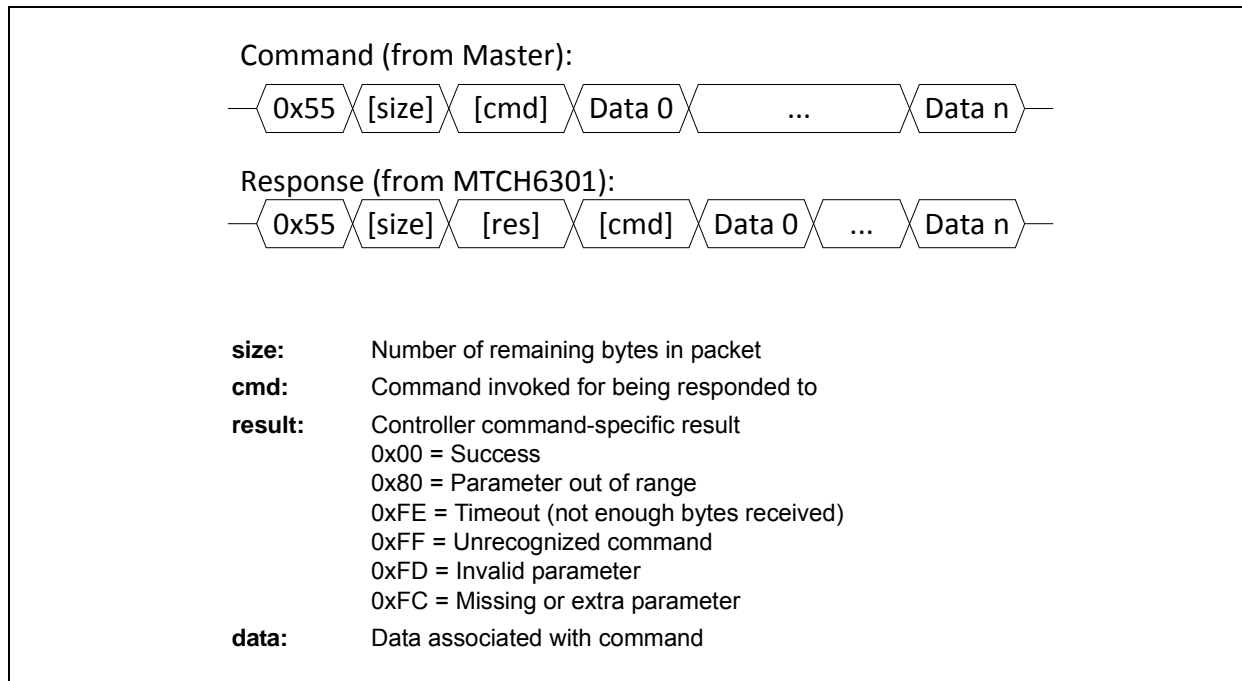 Command (from Master):
0x55 [size] [cmd] Data 0 ... Data n
Response (from MTCH6301):
0x55 [size] [res] [cmd] Data 0 ... Data n
size: Number of remaining bytes in packet
cmd: Command invoked for being responded to
result: Controller command-specific result
0x00 = Success
0x80 = Parameter out of range
0xFE = Timeout (not enough bytes received)
0xFF = Unrecognized command
0xFD = Invalid parameter
0xFC = Missing or extra parameter
data: Data associated with command